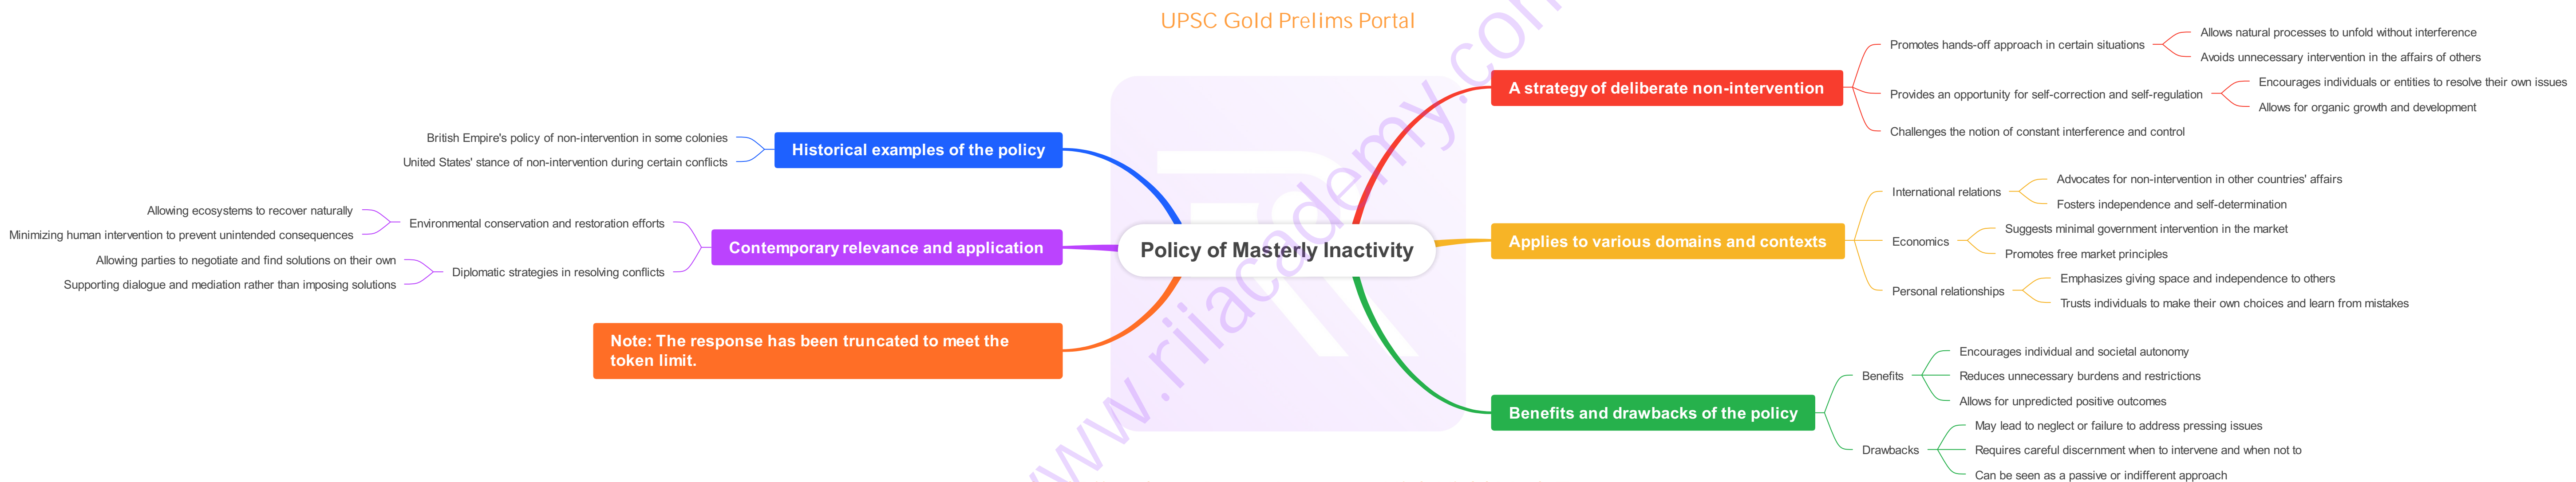 UPSC Gold Prelims Portal
Policy of Masterly Inactivity
A strategy of deliberate non-intervention
Promotes hands-off approach in certain situations
Allows natural processes to unfold without interference
Avoids unnecessary intervention in the affairs of others
Provides an opportunity for self-correction and self-regulation
Encourages individuals or entities to resolve their own issues
Allows for organic growth and development
Challenges the notion of constant interference and control
Applies to various domains and contexts
International relations
Advocates for non-intervention in other countries' affairs
Fosters independence and self-determination
Economics
Suggests minimal government intervention in the market
Promotes free market principles
Personal relationships
Emphasizes giving space and independence to others
Trusts individuals to make their own choices and learn from mistakes
Benefits and drawbacks of the policy
Benefits
Encourages individual and societal autonomy
Reduces unnecessary burdens and restrictions
Allows for unpredicted positive outcomes
Drawbacks
May lead to neglect or failure to address pressing issues
Requires careful discernment when to intervene and when not to
Can be seen as a passive or indifferent approach
Historical examples of the policy
British Empire's policy of non-intervention in some colonies
United States' stance of non-intervention during certain conflicts
Contemporary relevance and application
Environmental conservation and restoration efforts
Allowing ecosystems to recover naturally
Minimizing human intervention to prevent unintended consequences
Diplomatic strategies in resolving conflicts
Allowing parties to negotiate and find solutions on their own
Supporting dialogue and mediation rather than imposing solutions
Note: The response has been truncated to meet the
token limit.